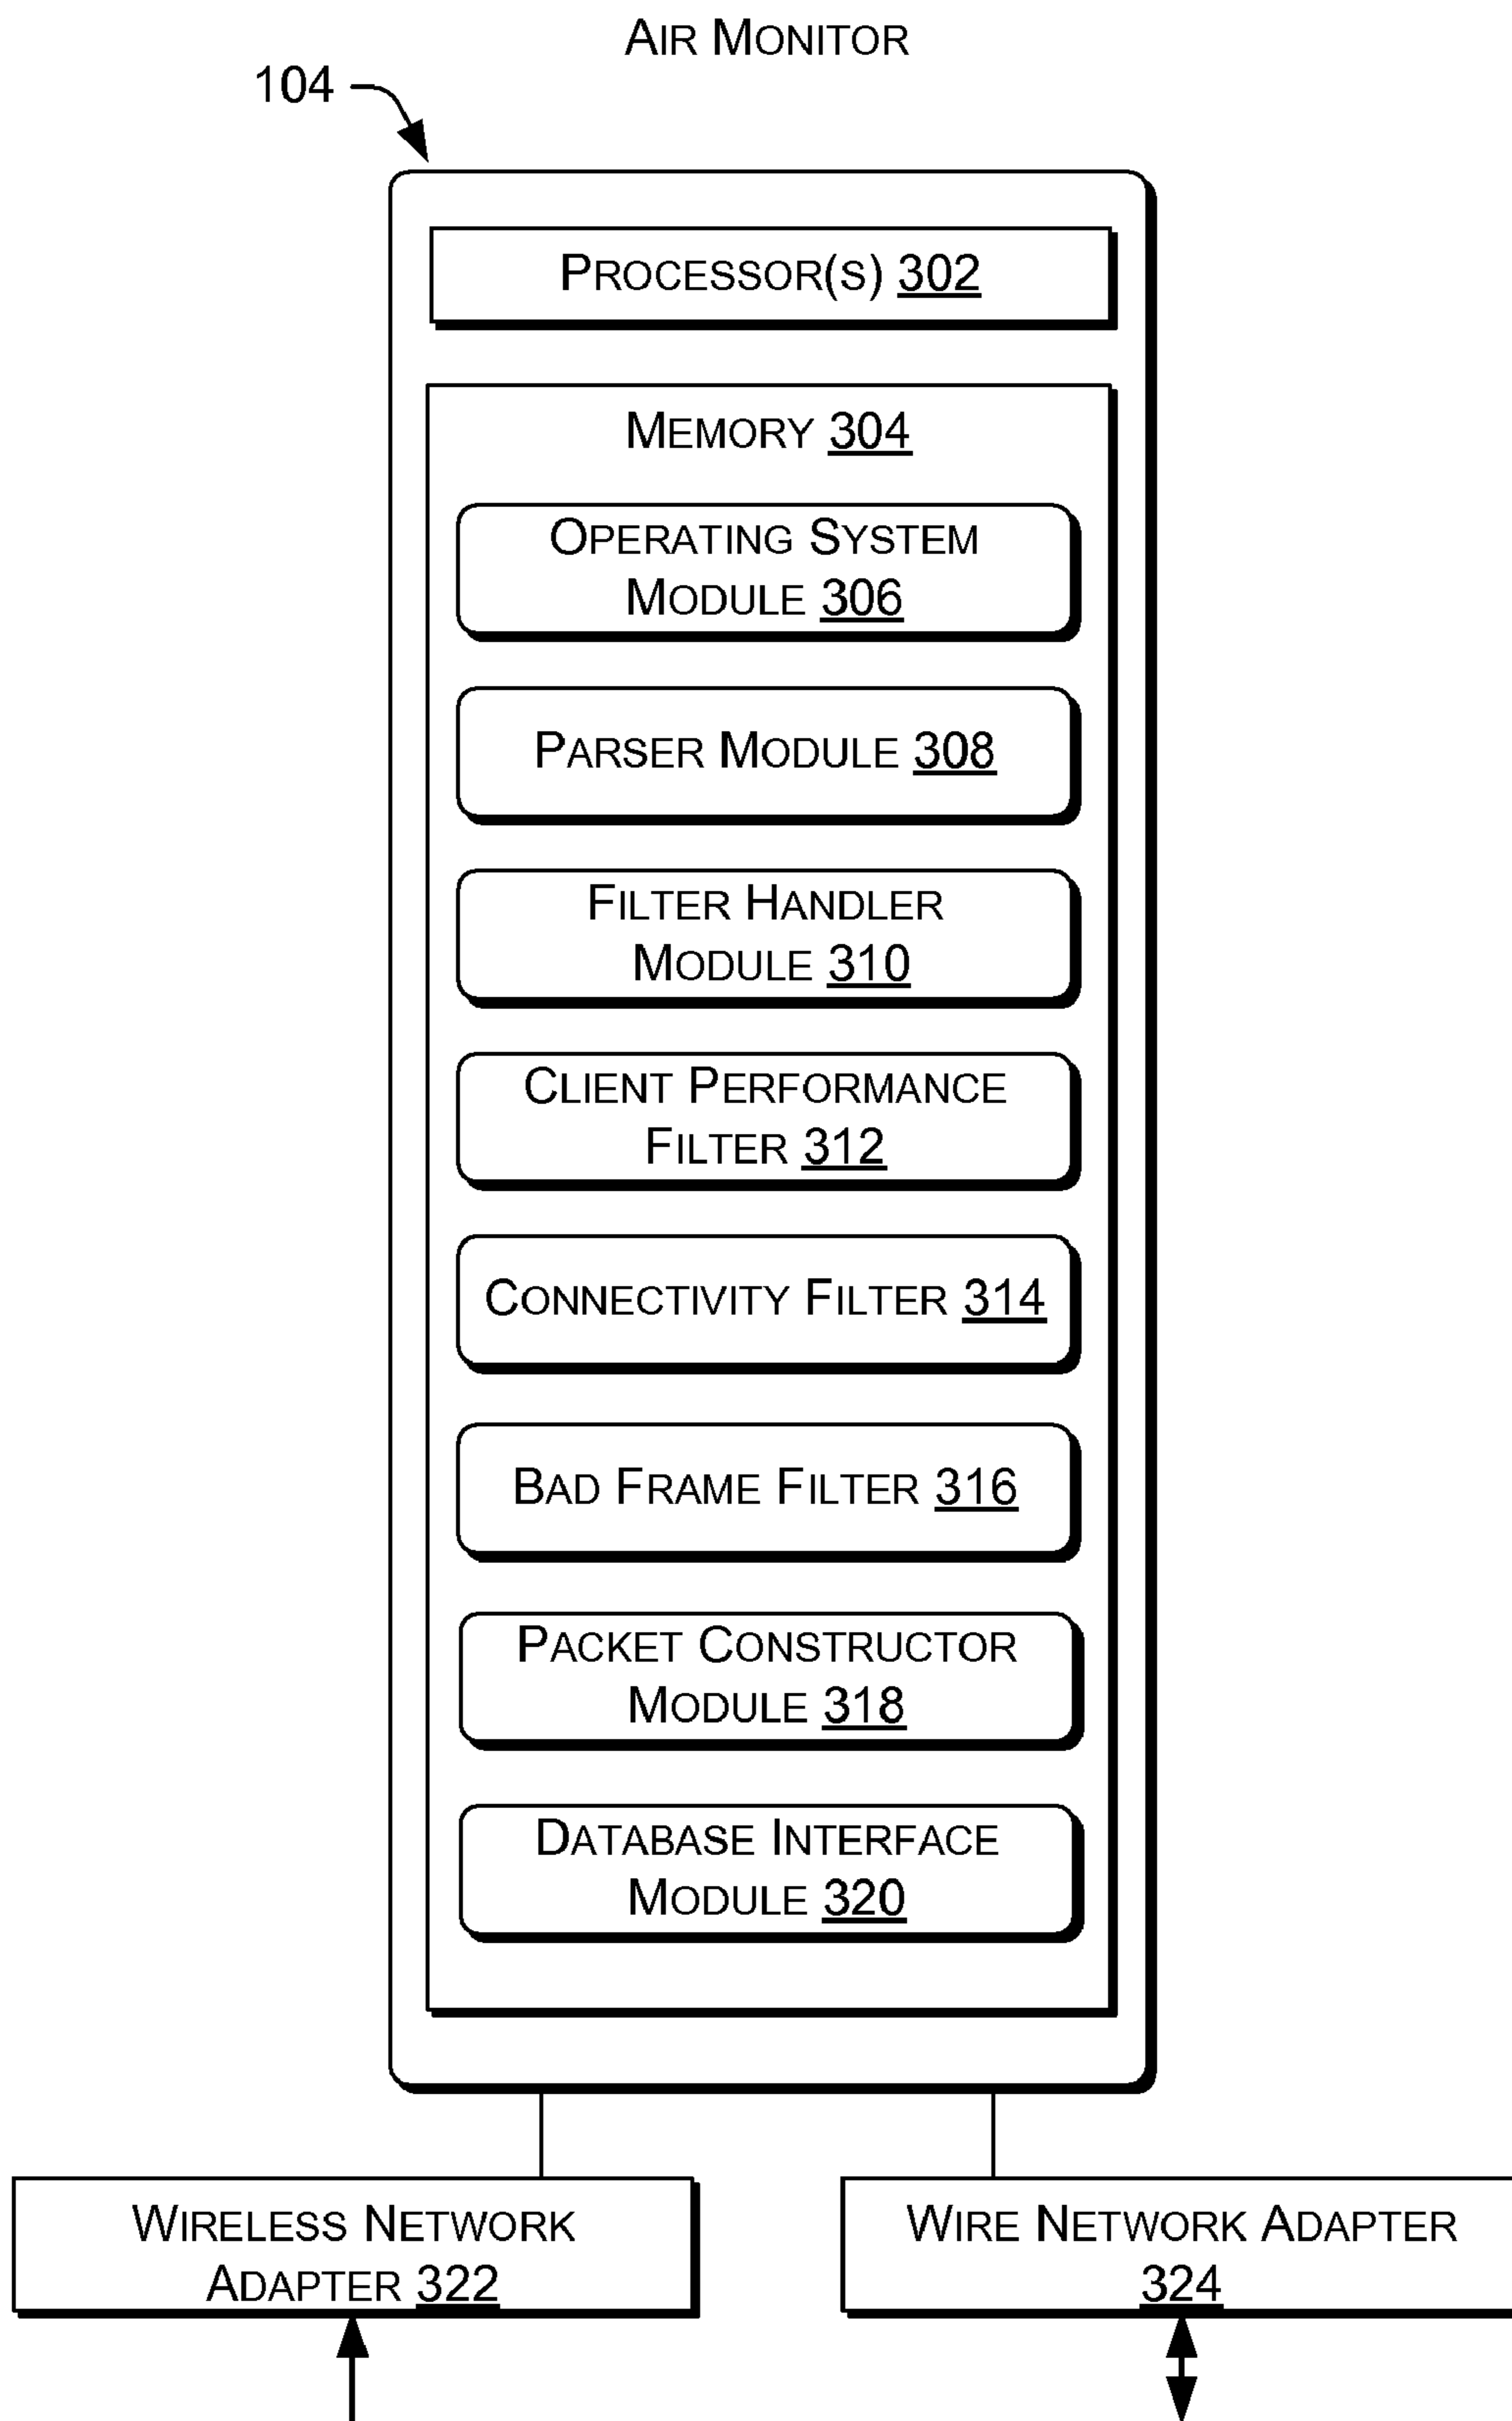 AIR MONITOR
104
PROCESSOR(S) 302
MEMORY 304
OPERATING SYSTEM
MODULE 306
PARSER MODULE 308
FILTER HANDLER
MODULE 310
CLIENT PERFORMANCE
FILTER 312
CONNECTIVITY FILTER 314
BAD FRAME FILTER 316
PACKET CONSTRUCTOR
MODULE 318
DATABASE INTERFACE
MODULE 320
WIRELESS NETWORK
ADAPTER 322
WIRE NETWORK ADAPTER
324